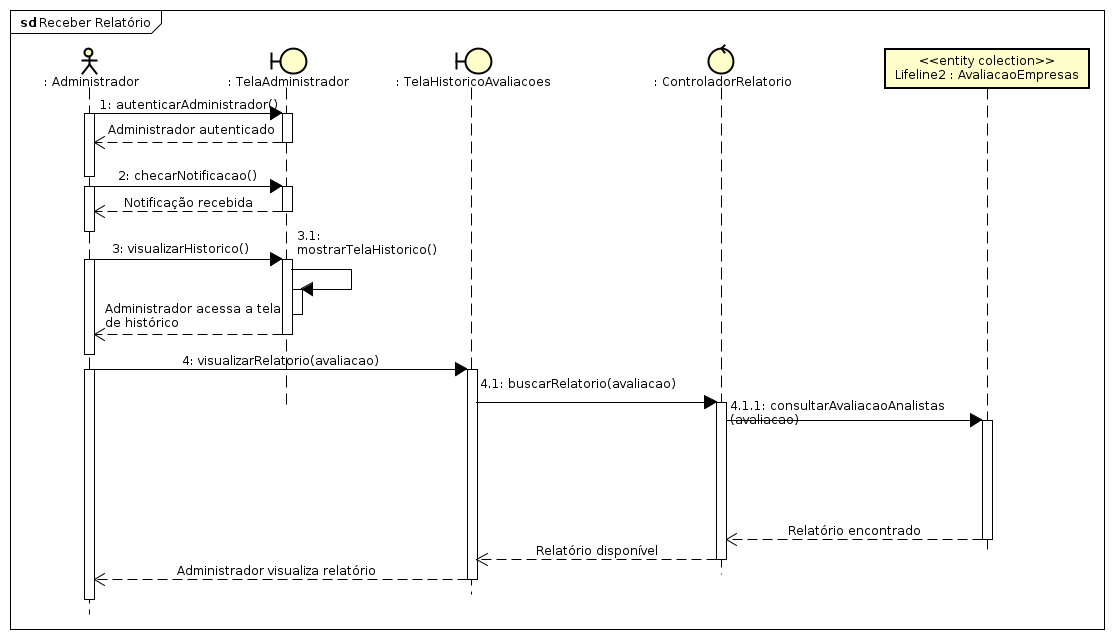 sd Receber Relatório
: Administrador
: TelaAdministrador
: TelaHistoricoAvaliacoes
: ControladorRelatorio
<<entity colection>>
Lifeline2 : AvaliacaoEmpresas
1: autenticarAdministrador()
Administrador autenticado
2: checarNotificacao()
Notificação recebida
3: visualizarHistorico()
3.1:
mostrarTelaHistorico()
Administrador acessa a tela
de histórico
4: visualizarRelatorio(avaliacao)
4.1: buscarRelatorio(avaliacao)
4.1.1: consultarAvaliacaoAnalistas
(avaliacao)
Relatório encontrado
Relatório disponível
Administrador visualiza relatório